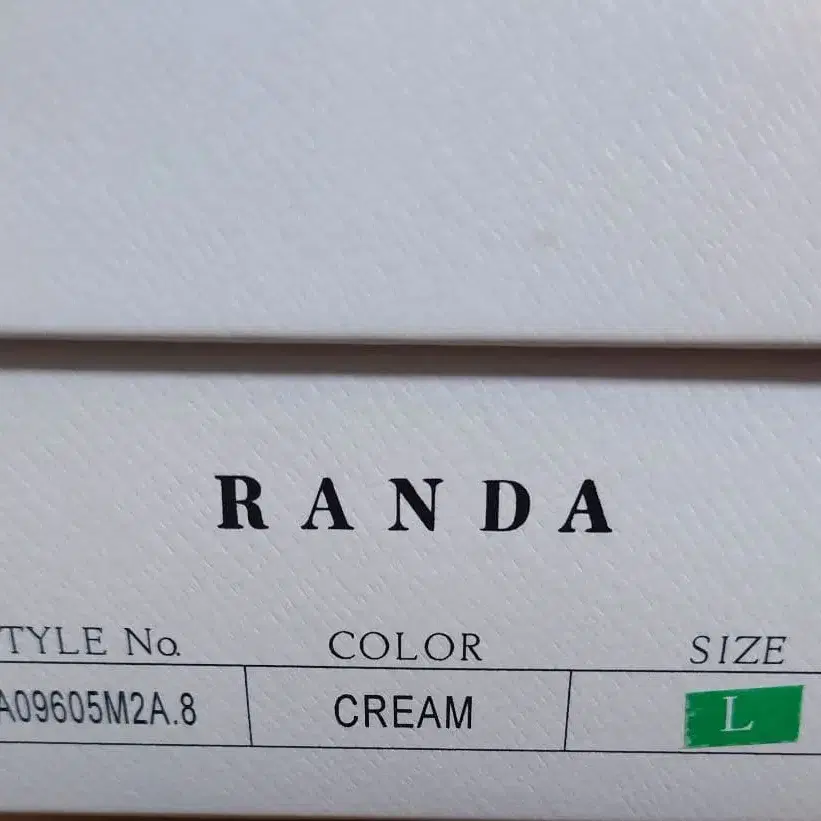 RANDA
TYLE No. COLOR SIZE
A09605M2A.8 CREAM L